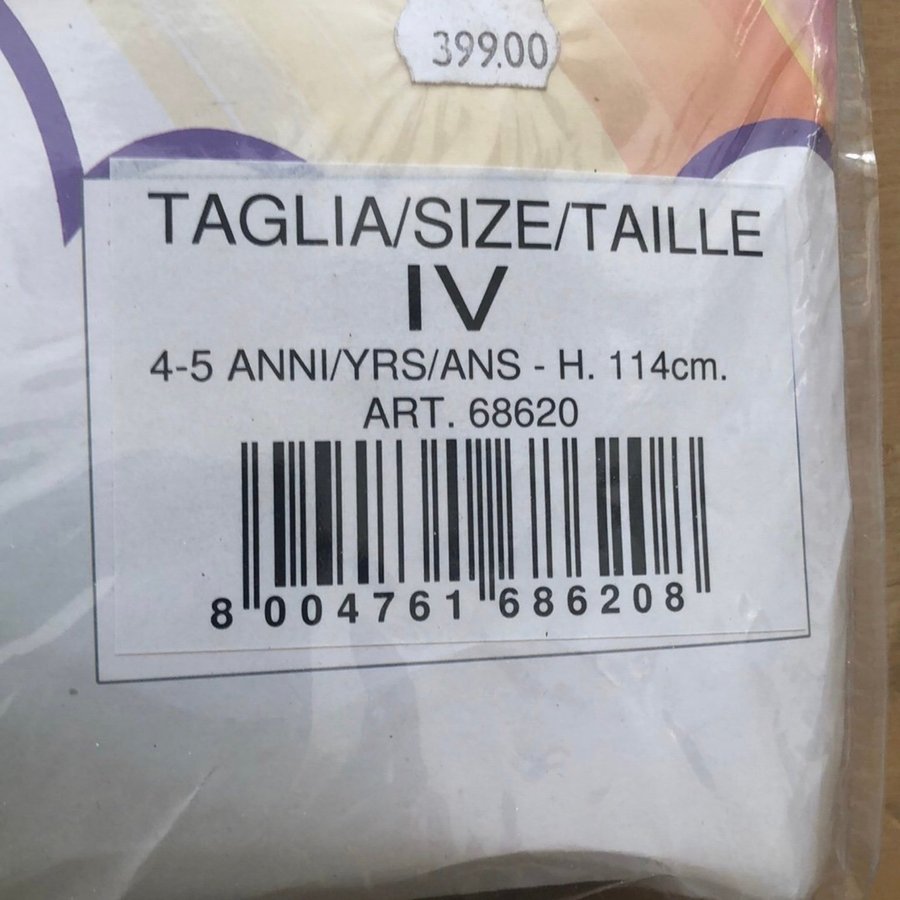 399.00
TAGLIA/SIZE/TAILLE
IV
4-5 ANNI/YRS/ANS - H. 114cm.
ART. 68620
8 004761 686208